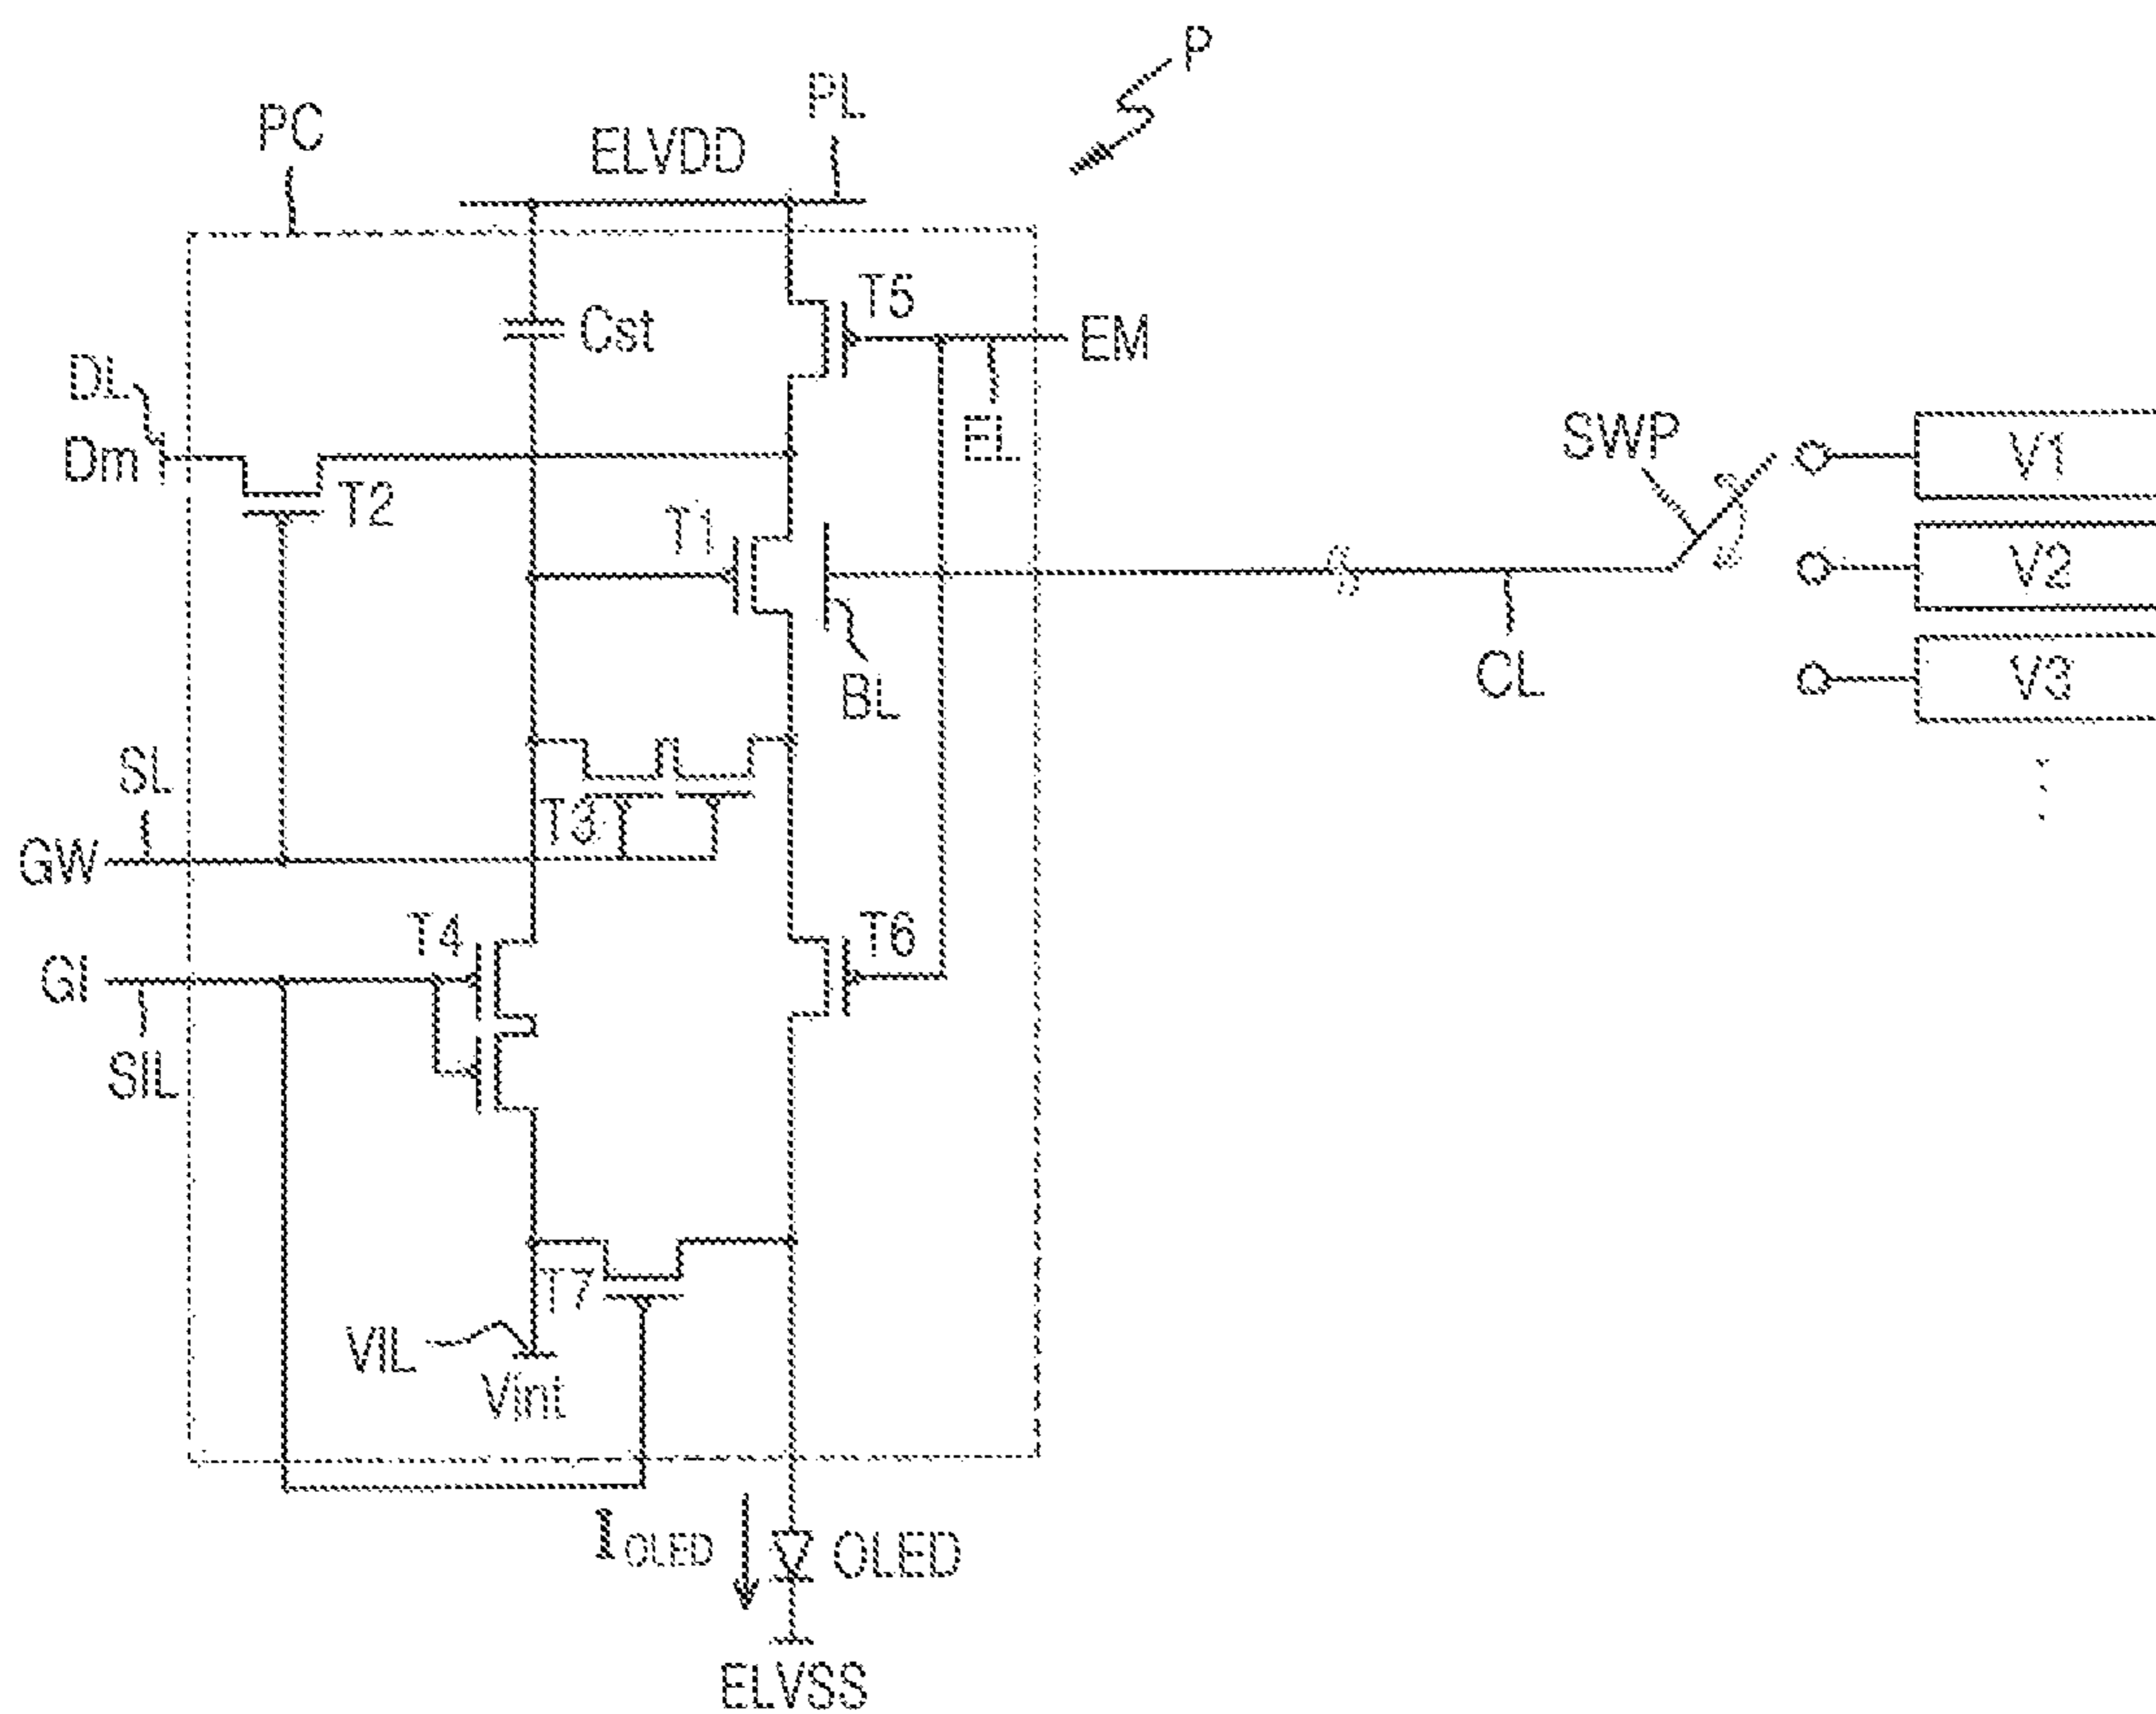 P
PL
PC
ELVDD
T5
Cst
EM
DL
EL
Dm
SWP
V1
T2
T1
V2
BL
CL
V3
SL
T3
GW
T4
T6
GI
SIL
T7
VIL
Vint
IOLED
OLED
ELVSS